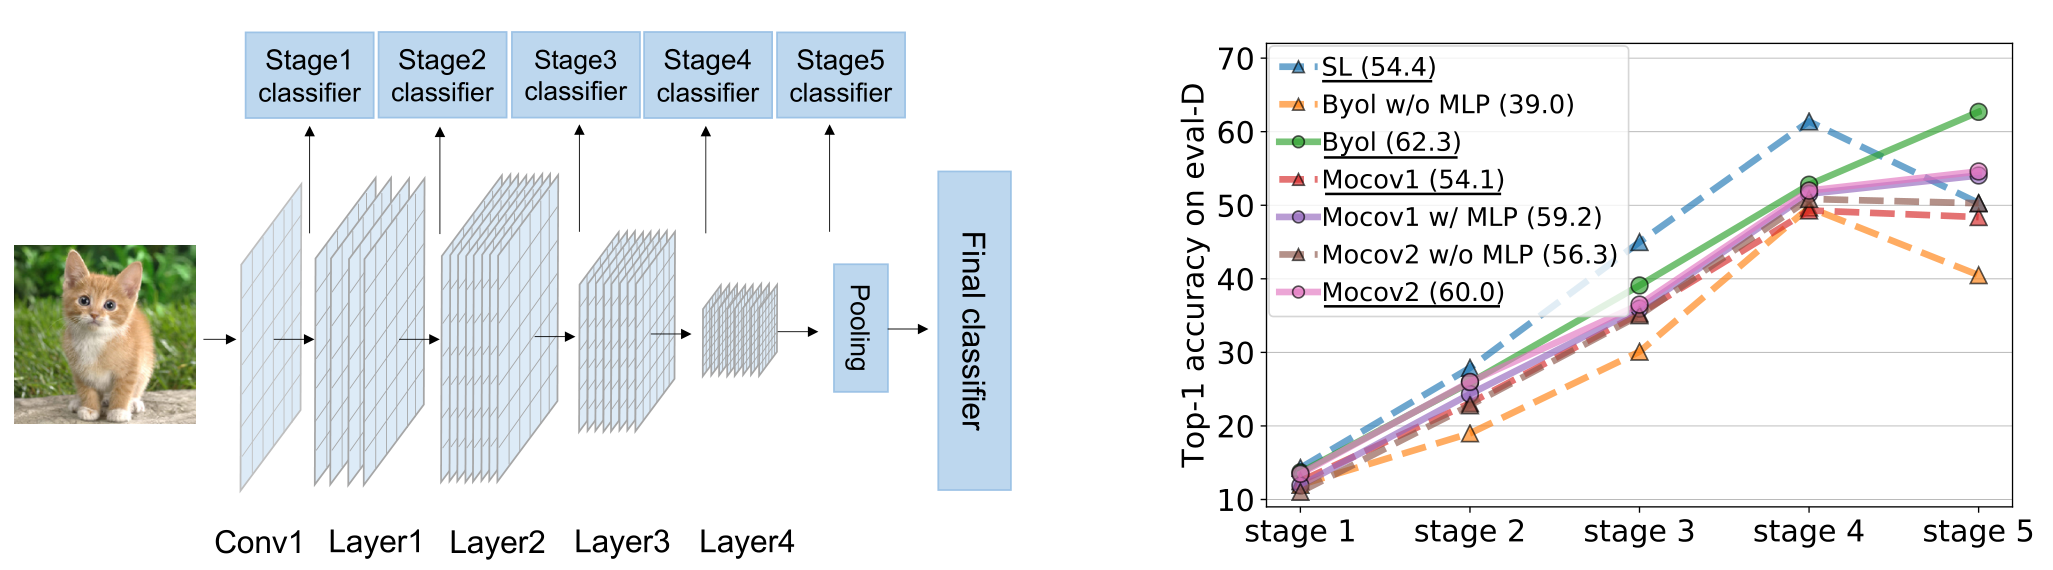 Stage1
classifier
Stage2
classifier
Stage3
classifier
Stage4
classifier
Stage5
classifier
Pooling
Final classifier
Conv1
Layer1
Layer2
Layer3
Layer4
Top-1 accuracy on eval-D
70
60
50
40
30
20
10
SL (54.4)
Byol w/o MLP (39.0)
Byol (62.3)
Mocov1 (54.1)
Mocov1 w/ MLP (59.2)
Mocov2 w/o MLP (56.3)
Mocov2 (60.0)
stage 1
stage 2
stage 3
stage 4
stage 5